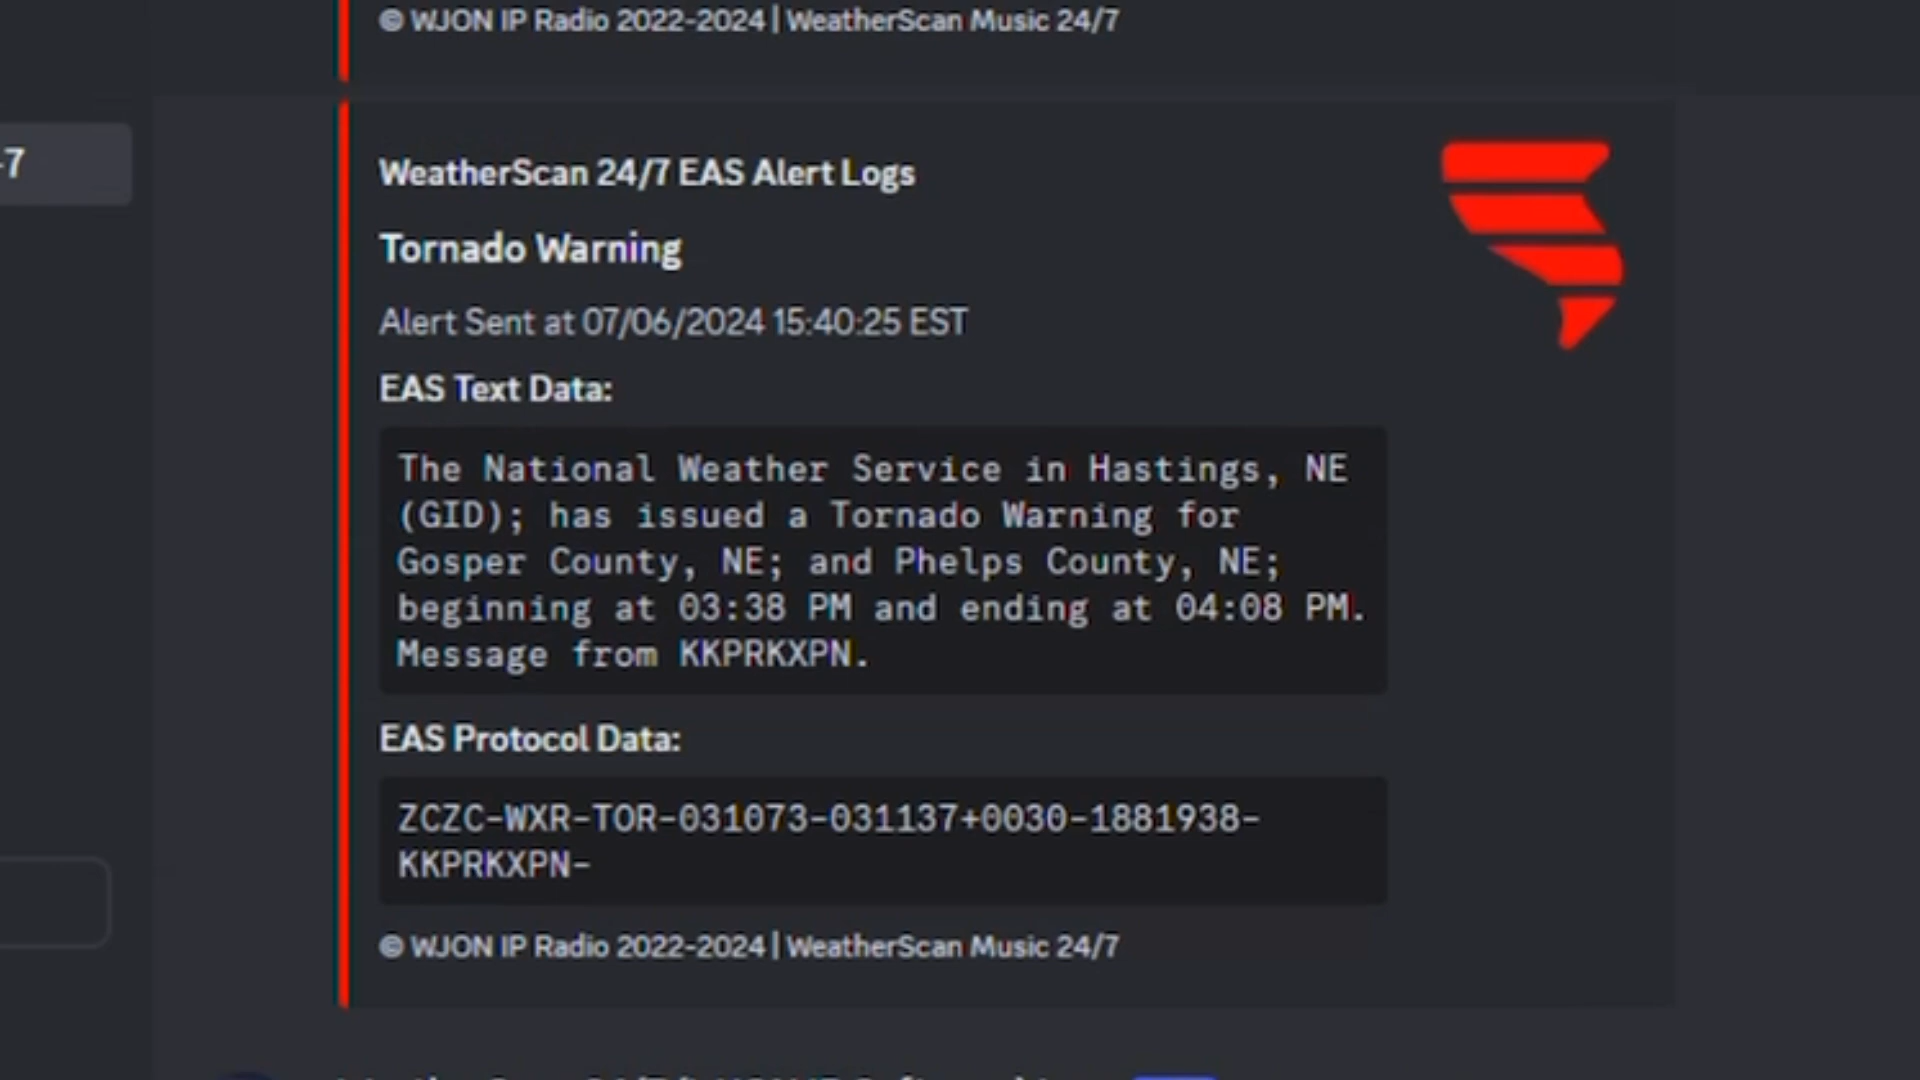 © WJON IP Radio 2022-2024 | WeatherScan Music 24/7
-7
WeatherScan 24/7 EAS Alert Logs
Tornado Warning
Alert Sent at 07/06/2024 15:40:25 EST
EAS Text Data:
The National Weather Service in Hastings, NE
(GID); has issued a Tornado Warning for
Gosper County, NE; and Phelps County, NE;
beginning at 03:38 PM and ending at 04:08 PM.
Message from KKPRKXPN.
EAS Protocol Data:
ZCZC-WXR-TOR-031073-031137+0030-1881938-
KKPRKXPN-
© WJON IP Radio 2022-2024 | WeatherScan Music 24/7